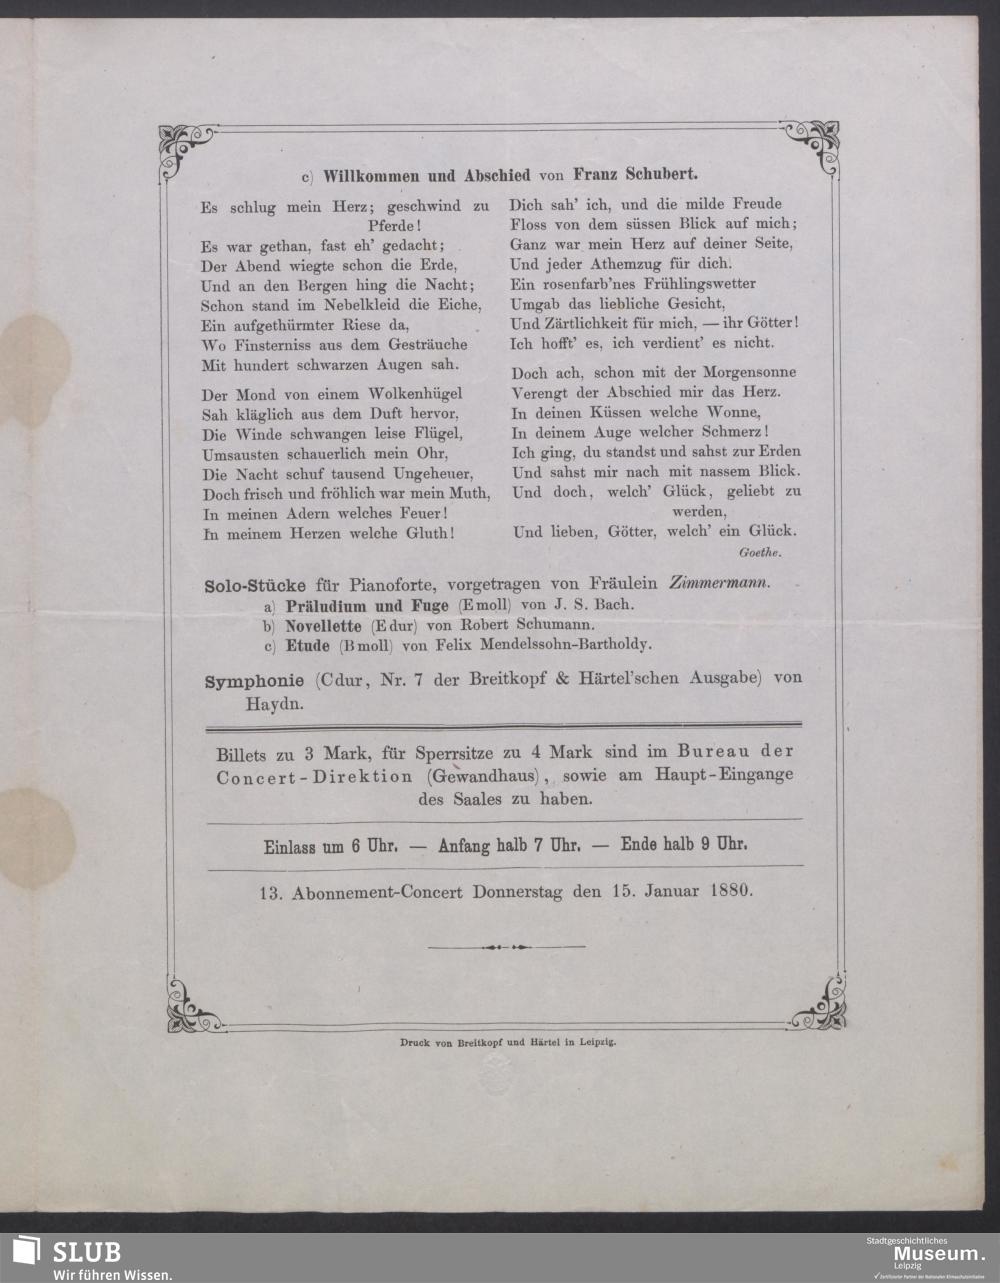 c) Willkommen und Abschied von Franz Schubert.
Es schlug mein Herz; geschwind zu
Pferde!
Es war gethan, fast eh' gedacht;
Der Abend wiegte schon die Erde,
Und an den Bergen hing die Nacht;
Schon stand im Nebelkleid die Eiche,
Ein aufgethürmter Riese da,
Wo Finsterniss aus dem Gesträuche
Mit hundert schwarzen Augen sah.
Der Mond von einem Wolkenhügel
Sah kläglich aus dem Duft hervor,
Die Winde schwangen leise Flügel,
Umsausten schauerlich mein Ohr,
Die Nacht schuf tausend Ungeheuer,
Doch frisch und fröhlich war mein Muth,
In meinen Adern welches Feuer!
In meinem Herzen welche Gluth!
Dich sah' ich, und die milde Freude
Floss von dem süssen Blick auf mich;
Ganz war mein Herz auf deiner Seite,
Und jeder Athemzug für dich.
Ein rosenfarb'nes Frühlingswetter
Umgab das liebliche Gesicht,
Und Zärtlichkeit für mich, — ihr Götter!
Ich hofft' es, ich verdient' es nicht.
Doch ach, schon mit der Morgensonne
Verengt der Abschied mir das Herz.
In deinen Küssen welche Wonne,
In deinem Auge welcher Schmerz!
Ich ging, du standst und sahst zur Erden
Und sahst mir nach mit nassem Blick.
Und doch, welch' Glück, geliebt zu
werden,
Und lieben, Götter, welch' ein Glück.
Goethe.
Solo-Stücke für Pianoforte, vorgetragen von Fräulein Zimmermann.
a) Präludium und Fuge (E moll) von J. S. Bach.
b) Novellette (E dur) von Robert Schumann.
c) Etude (B moll) von Felix Mendelssohn-Bartholdy.
Symphonie (C dur, Nr. 7 der Breitkopf & Härtel'schen Ausgabe) von
Haydn.
Billets zu 3 Mark, für Sperrsitze zu 4 Mark sind im Bureau der
Concert-Direktion (Gewandhaus), sowie am Haupt-Eingange
des Saales zu haben.
Einlass um 6 Uhr. — Anfang halb 7 Uhr. — Ende halb 9 Uhr.
13. Abonnement-Concert Donnerstag den 15. Januar 1880.
Druck von Breitkopf und Härtel in Leipzig.
SLUB
Wir führen Wissen.
Stadtgeschichtliches
Museum.
Leipzig
Zertifizierter Partner der Nationalen Klimaschutzinitiative